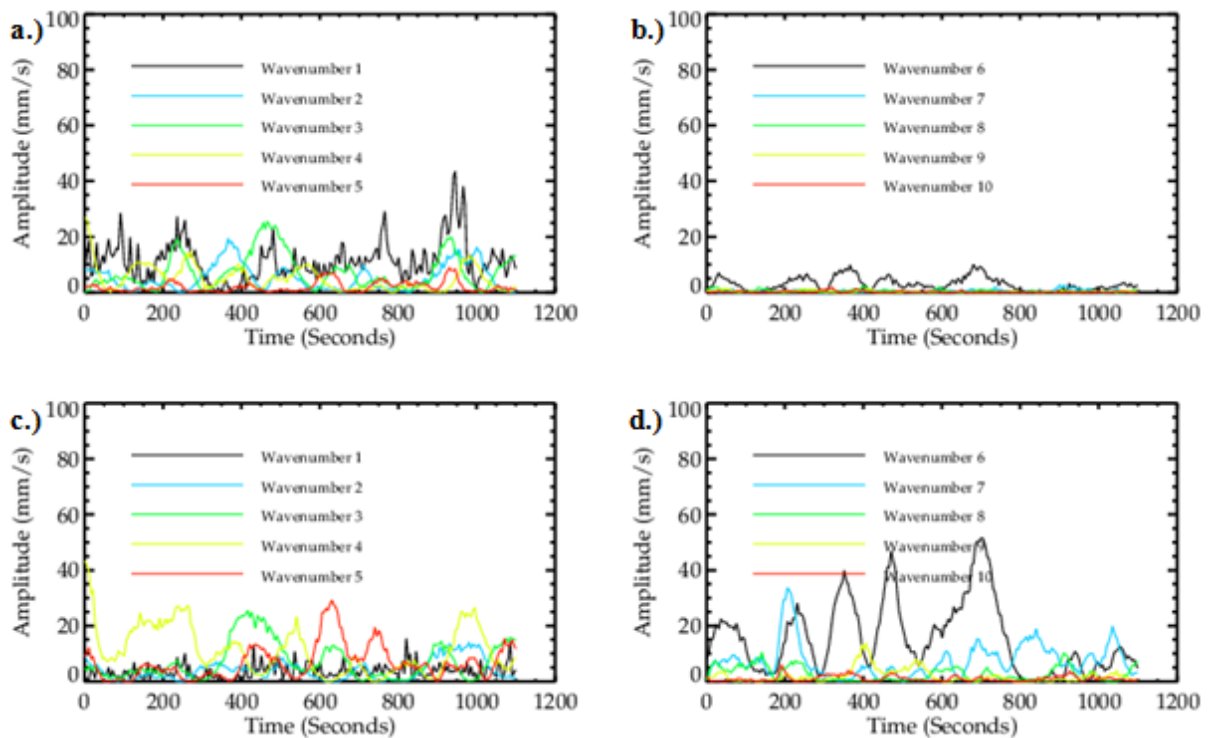 a.)
Amplitude (mm/s)
100
80
60
40
20
0
Wavenumber 1
Wavenumber 2
Wavenumber 3
Wavenumber 4
Wavenumber 5
0 200 400 600 800 1000 1200
Time (Seconds)
b.)
Amplitude (mm/s)
100
80
60
40
20
0
Wavenumber 6
Wavenumber 7
Wavenumber 8
Wavenumber 9
Wavenumber 10
0 200 400 600 800 1000 1200
Time (Seconds)
c.)
Amplitude (mm/s)
100
80
60
40
20
0
Wavenumber 1
Wavenumber 2
Wavenumber 3
Wavenumber 4
Wavenumber 5
0 200 400 600 800 1000 1200
Time (Seconds)
d.)
Amplitude (mm/s)
100
80
60
40
20
0
Wavenumber 6
Wavenumber 7
Wavenumber 8
Wavenumber 9
Wavenumber 10
0 200 400 600 800 1000 1200
Time (Seconds)